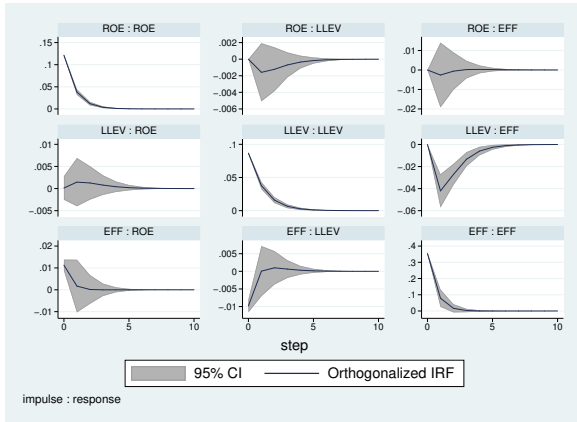 ROE : ROE
ROE : LLEV
ROE : EFF
.15
.1
.05
0
.002
0
-.002
-.004
-.006
.01
0
-.01
-.02
LLEV : ROE
LLEV : LLEV
LLEV : EFF
.01
.005
0
-.005
.1
.05
0
0
-.02
-.04
-.06
EFF : ROE
EFF : LLEV
EFF : EFF
.02
.01
0
-.01
.005
0
-.005
-.01
.4
.3
.2
.1
0
0 5 10
0 5 10
0 5 10
step
95% CI
Orthogonalized IRF
impulse : response